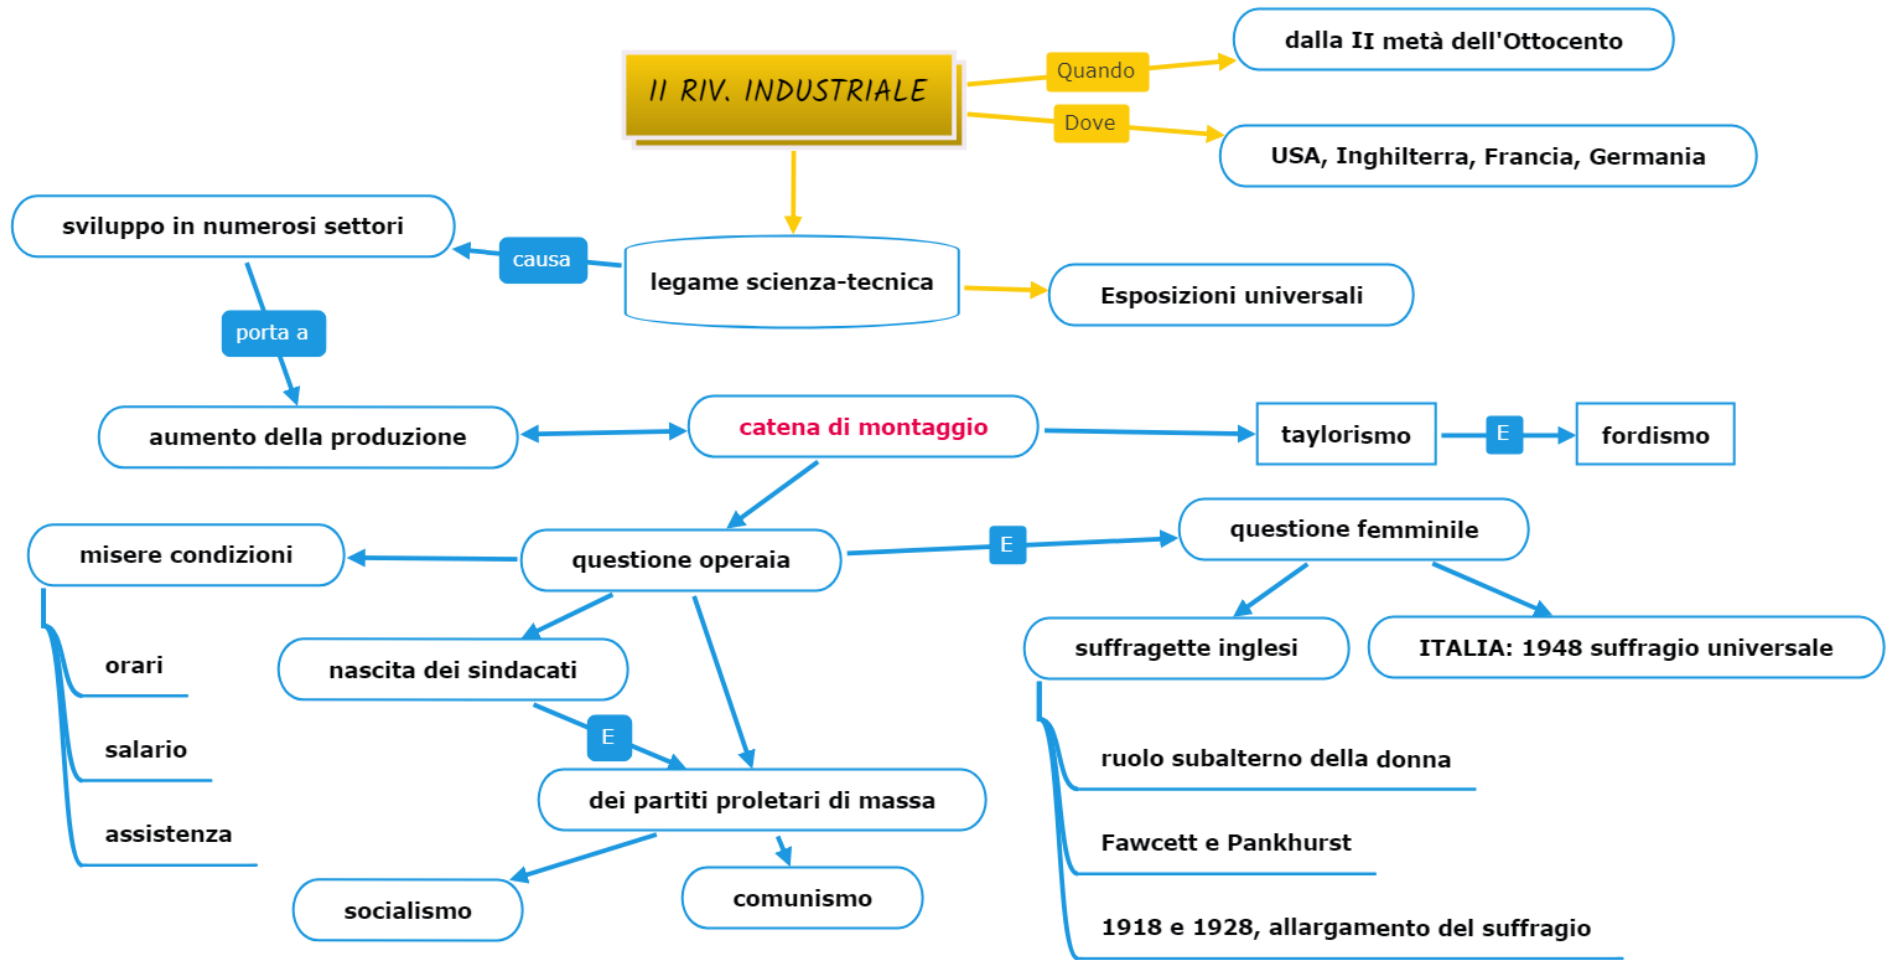 II RIV. INDUSTRIALE
Quando
dalla II metà dell'Ottocento
Dove
USA, Inghilterra, Francia, Germania
sviluppo in numerosi settori
causa
legame scienza-tecnica
Esposizioni universali
porta a
aumento della produzione
catena di montaggio
taylorismo
E
fordismo
misere condizioni
questione operaia
E
questione femminile
orari
salario
assistenza
nascita dei sindacati
E
dei partiti proletari di massa
socialismo
comunismo
suffragette inglesi
ITALIA: 1948 suffragio universale
ruolo subalterno della donna
Fawcett e Pankhurst
1918 e 1928, allargamento del suffragio